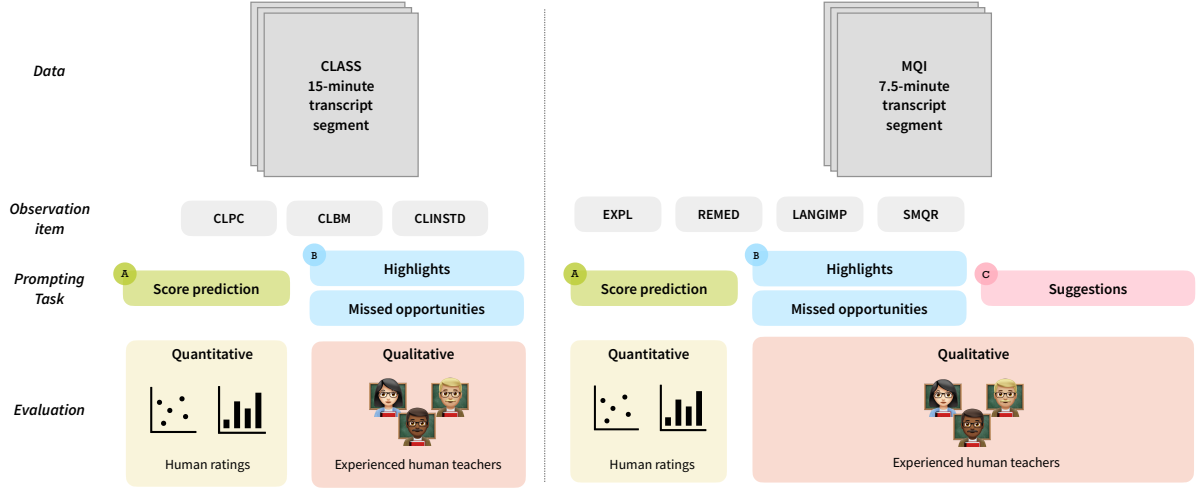 Data
CLASS
15-minute
transcript
segment
MQI
7.5-minute
transcript
segment
Observation
item
CLPC
CLBM
CLINSTD
EXPL
REMED
LANGIMP
SMQR
Prompting
Task
A
Score prediction
B
Highlights
Missed opportunities
A
Score prediction
B
Highlights
Missed opportunities
C
Suggestions
Evaluation
Quantitative
Human ratings
Qualitative
Experienced human teachers
Quantitative
Human ratings
Qualitative
Experienced human teachers